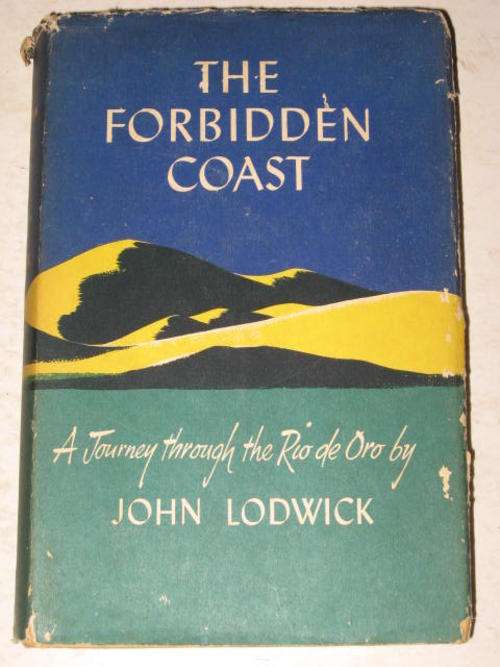 THE
FORBIDDEN
COAST
A Journey through the Rio de Oro by
JOHN LODWICK